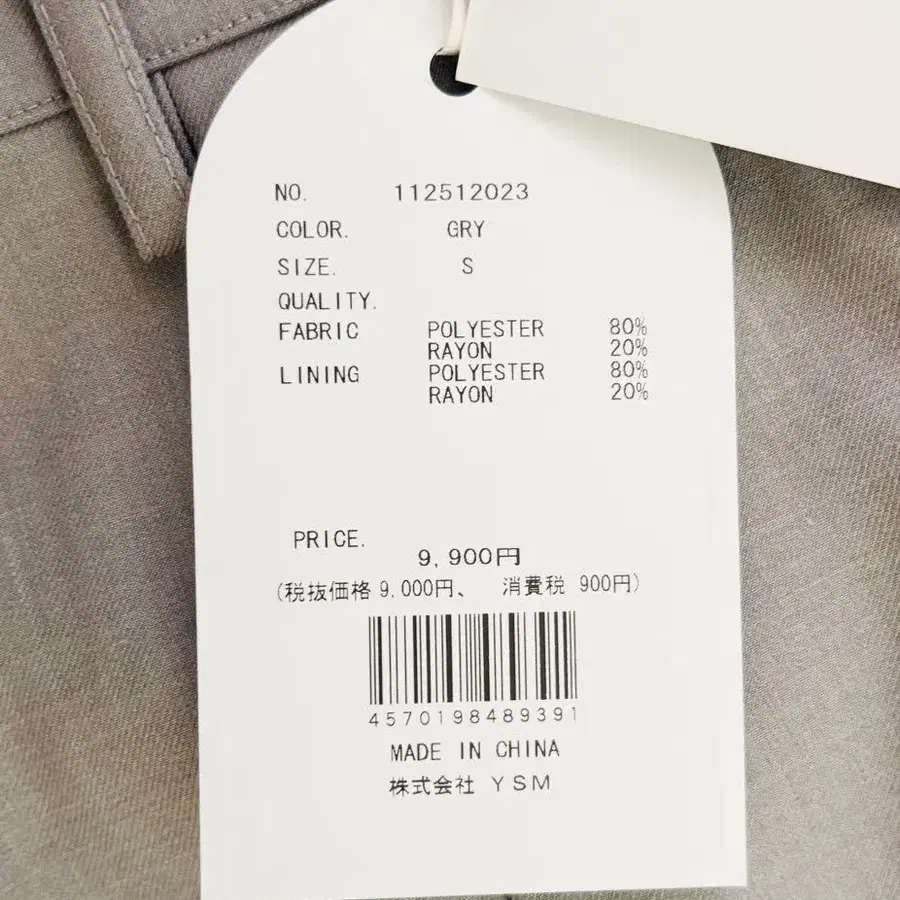 NO. 112512023
COLOR. GRY
SIZE. S
QUALITY.
FABRIC POLYESTER 80%
RAYON 20%
LINING POLYESTER 80%
RAYON 20%
PRICE.
9,900円
(税抜価格 9,000円、 消費税 900円)
4570198489391
MADE IN CHINA
株式会社 YSM